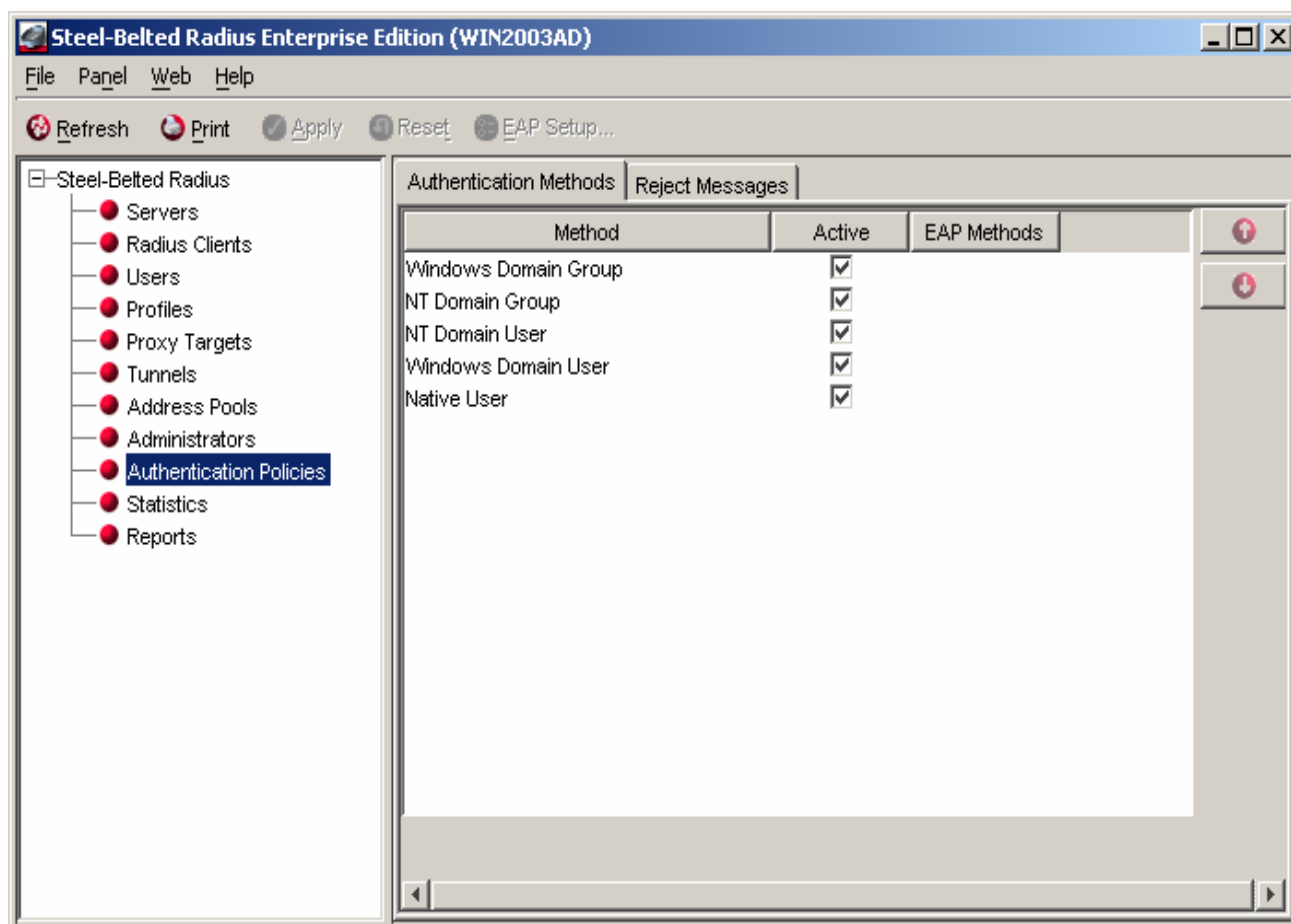 Steel-Belted Radius Enterprise Edition (WIN2003AD)
File Panel Web Help
Refresh Print Apply Reset EAP Setup...
Steel-Belted Radius
Servers
Radius Clients
Users
Profiles
Proxy Targets
Tunnels
Address Pools
Administrators
Authentication Policies
Statistics
Reports
Authentication Methods Reject Messages
Method Active EAP Methods
Windows Domain Group
NT Domain Group
NT Domain User
Windows Domain User
Native User